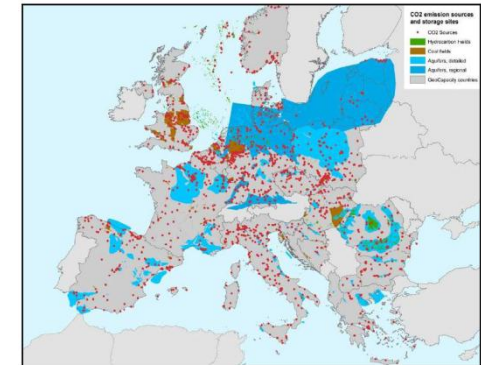 CO2 emission sources
and storage sites
CO2 Sources
Hydrocarbon fields
Coal fields
Aquifers, detailed
Aquifers, regional
GeoCapacity countries